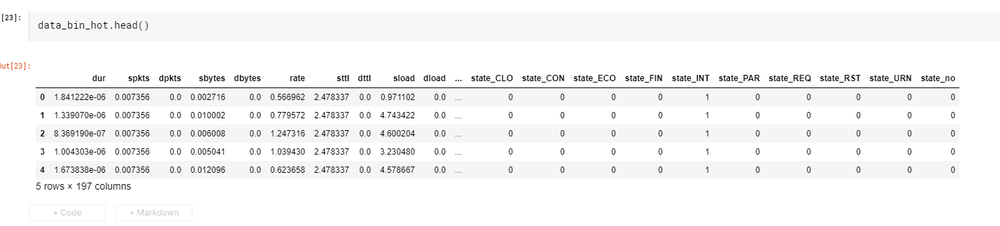 [23]:
data_bin_hot.head()
Out[23]:
dur spkts dpkts sbytes dbytes rate sttl dttl sload dload ... state_CLO state_CON state_ECO state_FIN state_INT state_PAR state_REQ state_RST state_URN state_no
0 1.841222e-06 0.007356 0.0 0.002716 0.0 0.566962 2.478337 0.0 0.971102 0.0 ... 0 0 0 0 1 0 0 0 0 0
1 1.339070e-06 0.007356 0.0 0.010002 0.0 0.779572 2.478337 0.0 4.743422 0.0 ... 0 0 0 0 1 0 0 0 0 0
2 8.369190e-07 0.007356 0.0 0.006008 0.0 1.247316 2.478337 0.0 4.600204 0.0 ... 0 0 0 0 1 0 0 0 0 0
3 1.004303e-06 0.007356 0.0 0.005041 0.0 1.039430 2.478337 0.0 3.230480 0.0 ... 0 0 0 0 1 0 0 0 0 0
4 1.673838e-06 0.007356 0.0 0.012096 0.0 0.623658 2.478337 0.0 4.578667 0.0 ... 0 0 0 0 1 0 0 0 0 0
5 rows × 197 columns
+ Code + Markdown